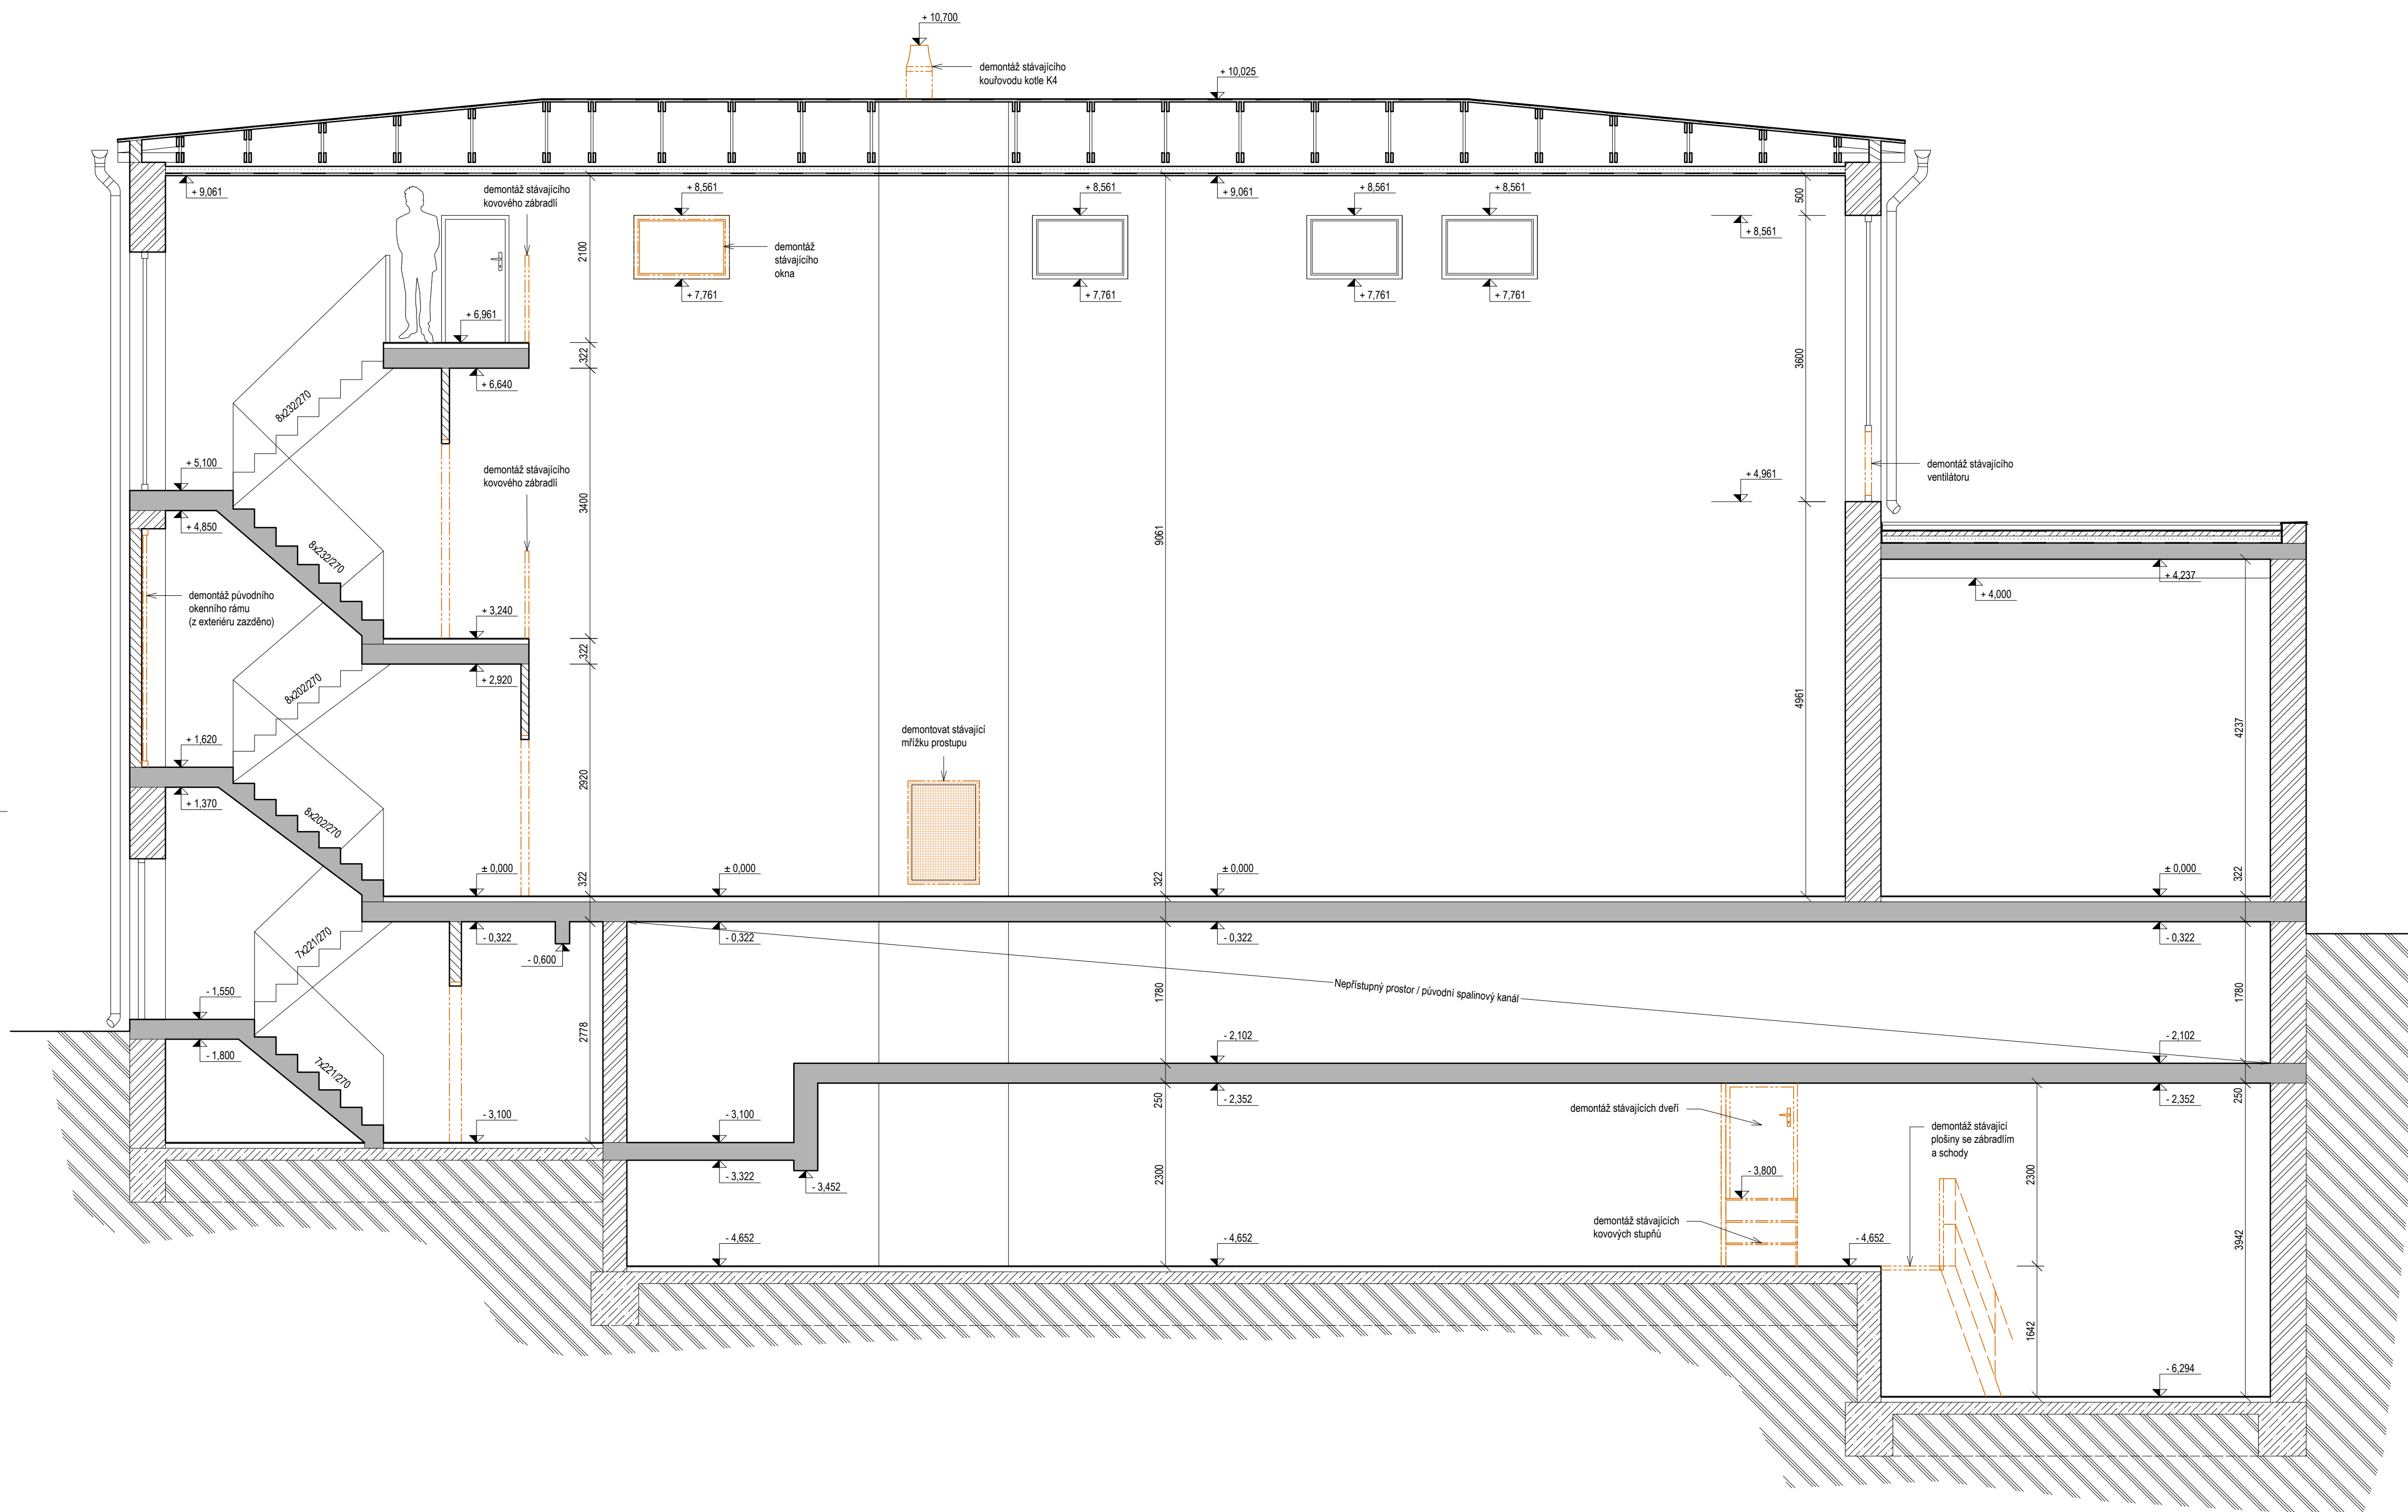 + 10,700
demontáž stávajícího
kouřovodu kotle K4
+ 10,025
+ 9,061
demontáž stávajícího
kovového zábradlí
+ 8,561
+ 8,561
+ 9,061
+ 8,561
+ 8,561
500
+ 8,561
2100
demontáž
stávajícího
okna
+ 7,761
+ 7,761
+ 7,761
+ 7,761
+ 6,961
322
3600
+ 6,640
8x232/270
+ 5,100
demontáž stávajícího
kovového zábradlí
+ 4,961
demontáž stávajícího
ventilátoru
3400
+ 4,850
9061
8x232/270
+ 4,237
+ 4,000
demontáž původního
okenního rámu
(z exteriéru zazděno)
+ 3,240
322
+ 2,920
8x202/270
4961
4237
demontovat stávající
mřížku prostupu
+ 1,620
2920
+ 1,370
8x202/270
± 0,000
± 0,000
± 0,000
± 0,000
322
322
322
- 0,322
- 0,322
- 0,322
- 0,322
7x221/270
- 0,600
Nepřístupný prostor / původní spalinový kanál
- 1,550
1780
1780
2778
- 2,102
- 2,102
- 1,800
7x221/270
250
- 2,352
250
- 2,352
- 3,100
- 3,100
demontáž stávajících dveří
demontáž stávající
plošiny se zábradlím
a schody
- 3,322
- 3,452
2300
- 3,800
2300
demontáž stávajících
kovových stupňů
- 4,652
- 4,652
- 4,652
3942
1642
- 6,294